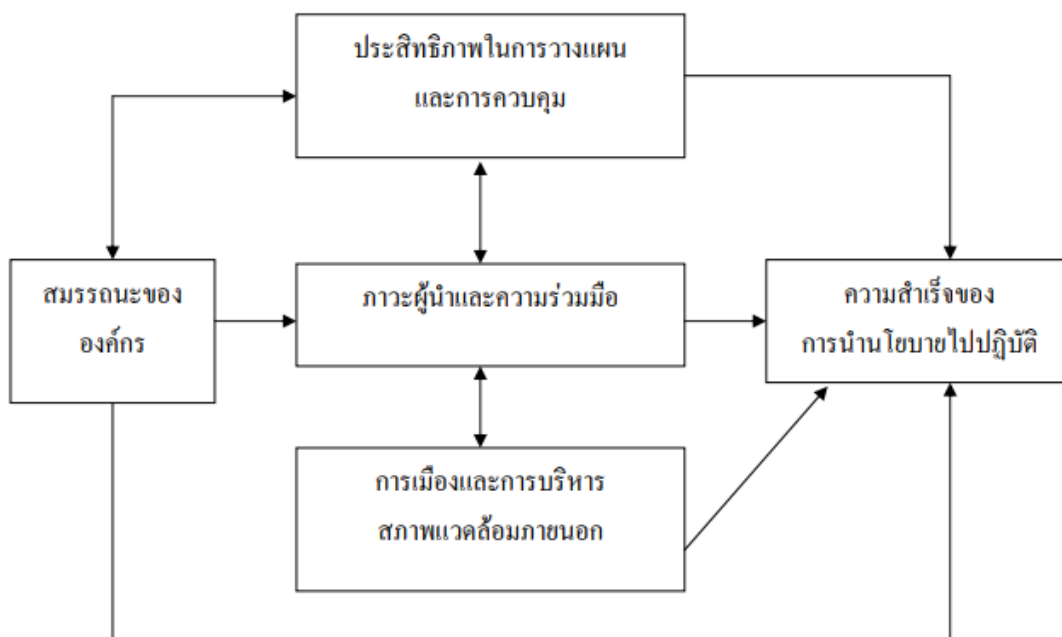 ประสิทธิภาพในการวางแผน
และการควบคุม
สมรรถนะของ
องค์กร
ภาวะผู้นำและความร่วมมือ
ความสำเร็จของ
การนำนโยบายไปปฏิบัติ
การเมืองและการบริหาร
สภาพแวดล้อมภายนอก